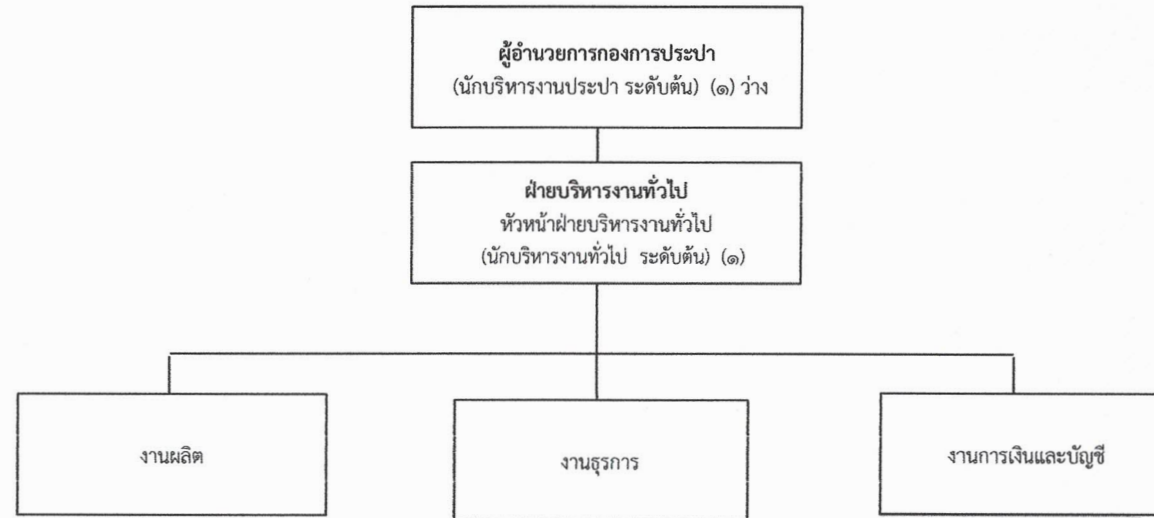 ผู้อำนวยการกองการประปา
(นักบริหารงานประปา ระดับต้น) (๑) ว่าง
ฝ่ายบริหารงานทั่วไป
หัวหน้าฝ่ายบริหารงานทั่วไป
(นักบริหารงานทั่วไป ระดับต้น) (๑)
งานผลิต
งานธุรการ
งานการเงินและบัญชี